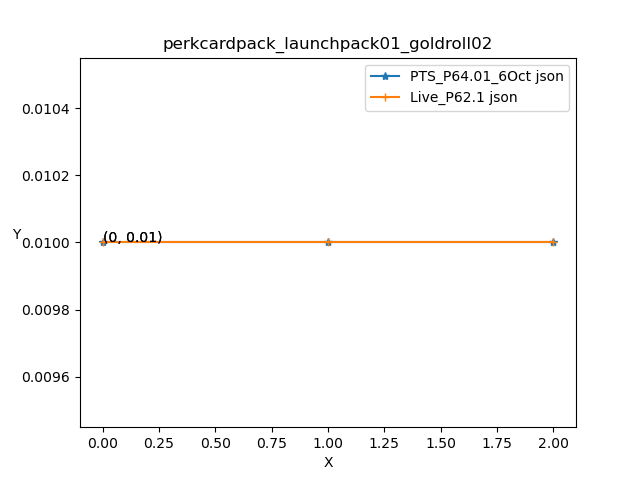 perkcardpack_launchpack01_goldroll02
PTS_P64.01_6Oct json
Live_P62.1 json
0.0104
0.0102
0.0100
0.0098
0.0096
Y
(0, 0.01)
0.00 0.25 0.50 0.75 1.00 1.25 1.50 1.75 2.00
X